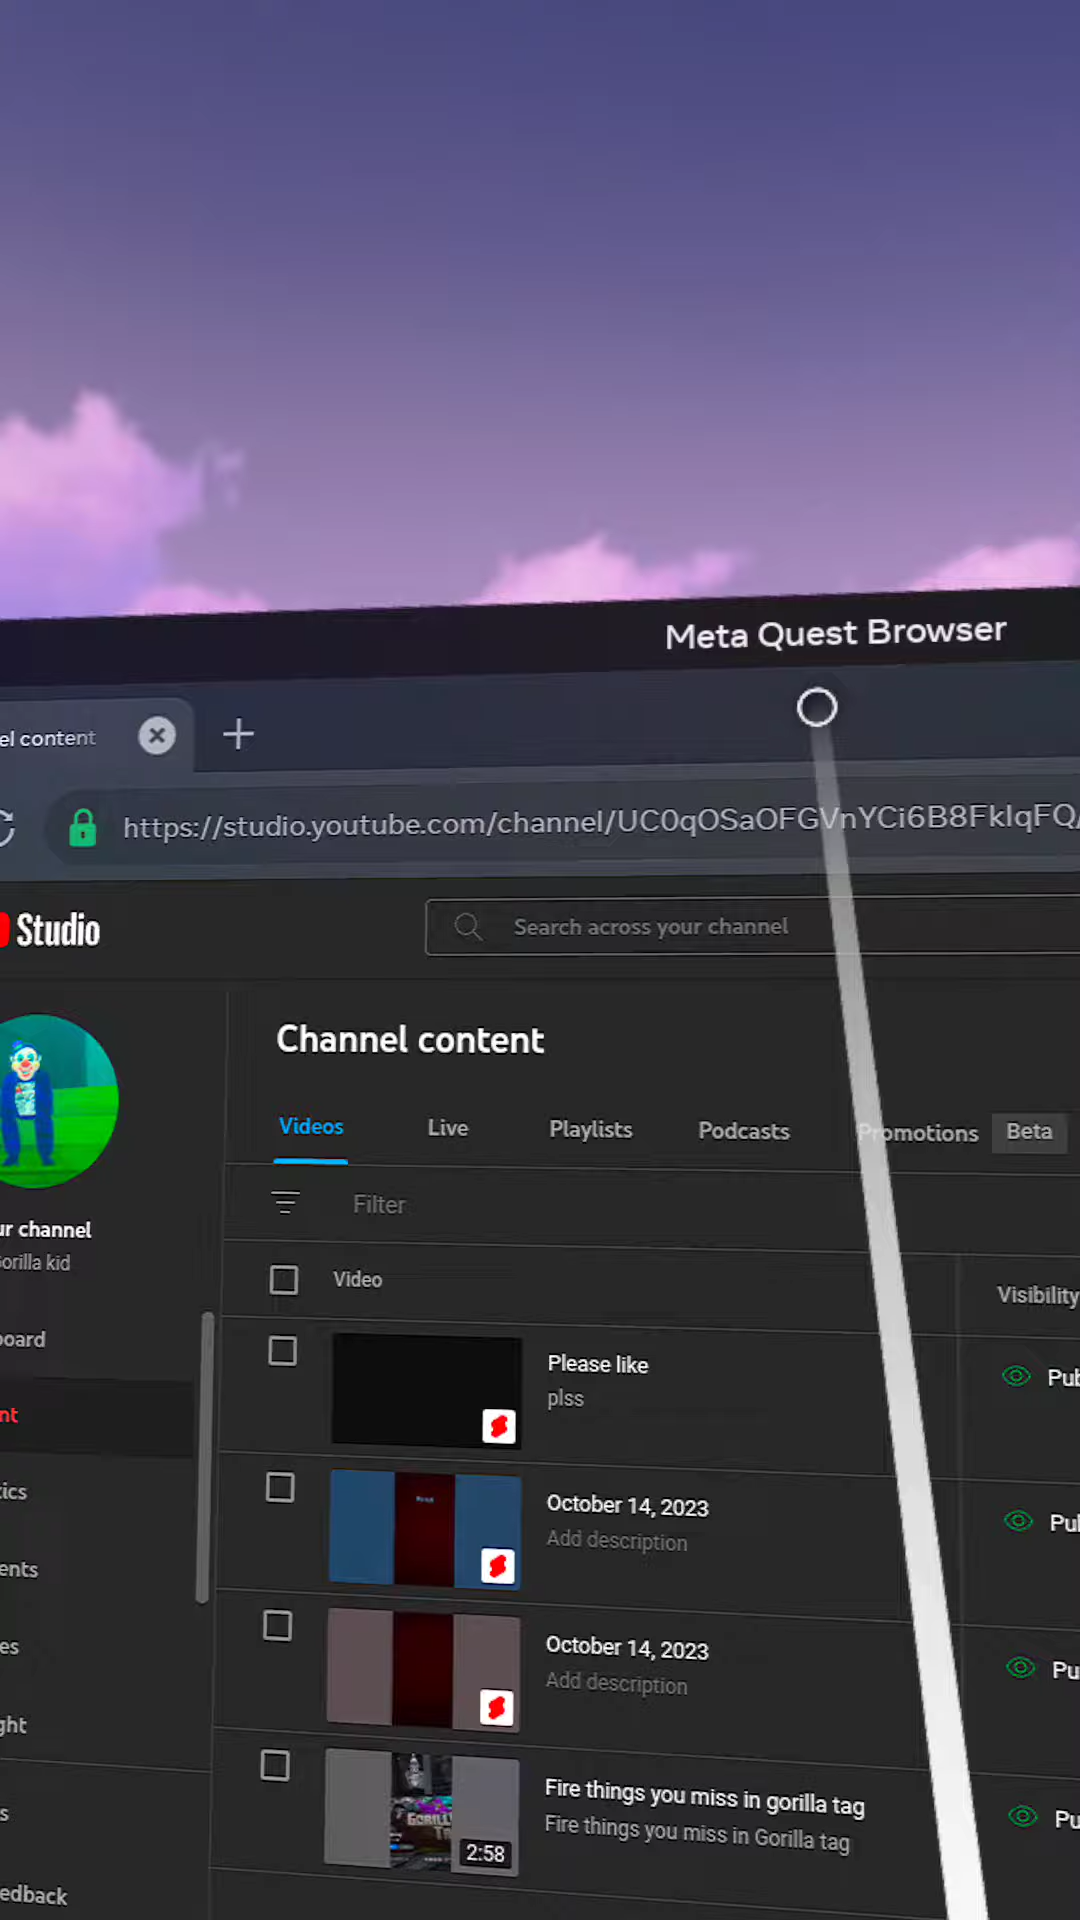 Meta Quest Browser
el content
https://studio.youtube.com/channel/UC0qOSaOFGVnYCi6B8FkIqFQ/
Studio
Search across your channel
Channel content
Videos Live Playlists Podcasts Promotions Beta
Filter
ur channel
orilla kid
Video Visibility
oard
Please like Pub
plss
nt
tics
October 14, 2023 Pub
Add description
ents
es
October 14, 2023 Pu
Add description
ght
Fire things you miss in gorilla tag Pu
Fire things you miss in Gorilla tag
s
2:58
edback